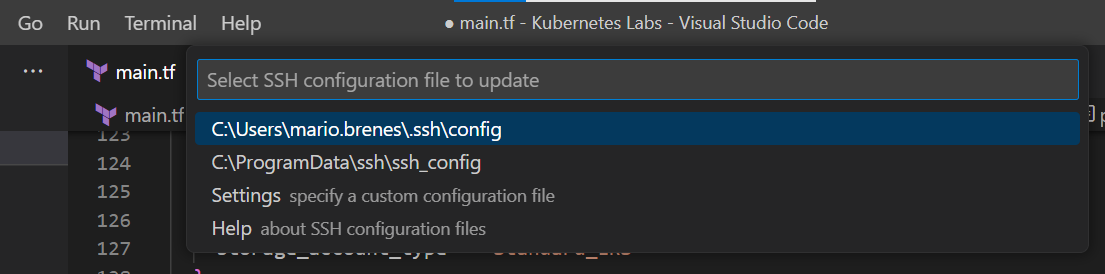 Go Run Terminal Help ● main.tf - Kubernetes Labs - Visual Studio Code
··· main.tf
Select SSH configuration file to update
main.tf
C:\Users\mario.brenes\.ssh\config
123
C:\ProgramData\ssh\ssh_config
124
Settings specify a custom configuration file
125
Help about SSH configuration files
126
127